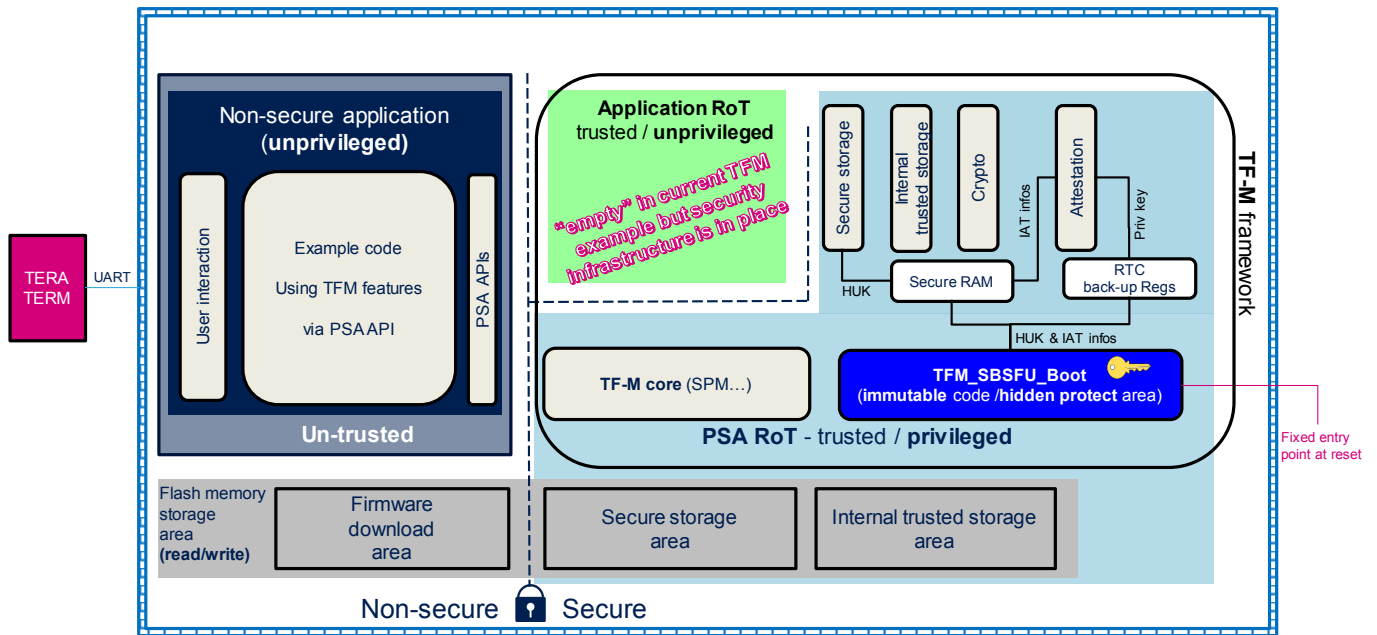 TERA
TERM
UART
Non-secure application
(unprivileged)
User interaction
Example code
Using TFM features
via PSA API
PSA APIs
Un-trusted
Application RoT
trusted / unprivileged
“empty” in current TFM
example but security
infrastructure is in place
Secure storage
Internal
trusted storage
Crypto
Attestation
IAT infos
Priv key
HUK
Secure RAM
RTC
back-up Regs
HUK & IAT infos
TF-M framework
TF-M core (SPM…)
TFM_SBSFU_Boot
(immutable code /hidden protect area)
PSA RoT - trusted / privileged
Fixed entry
point at reset
Flash memory
storage
area
(read/write)
Firmware
download
area
Secure storage
area
Internal trusted storage
area
Non-secure
Secure